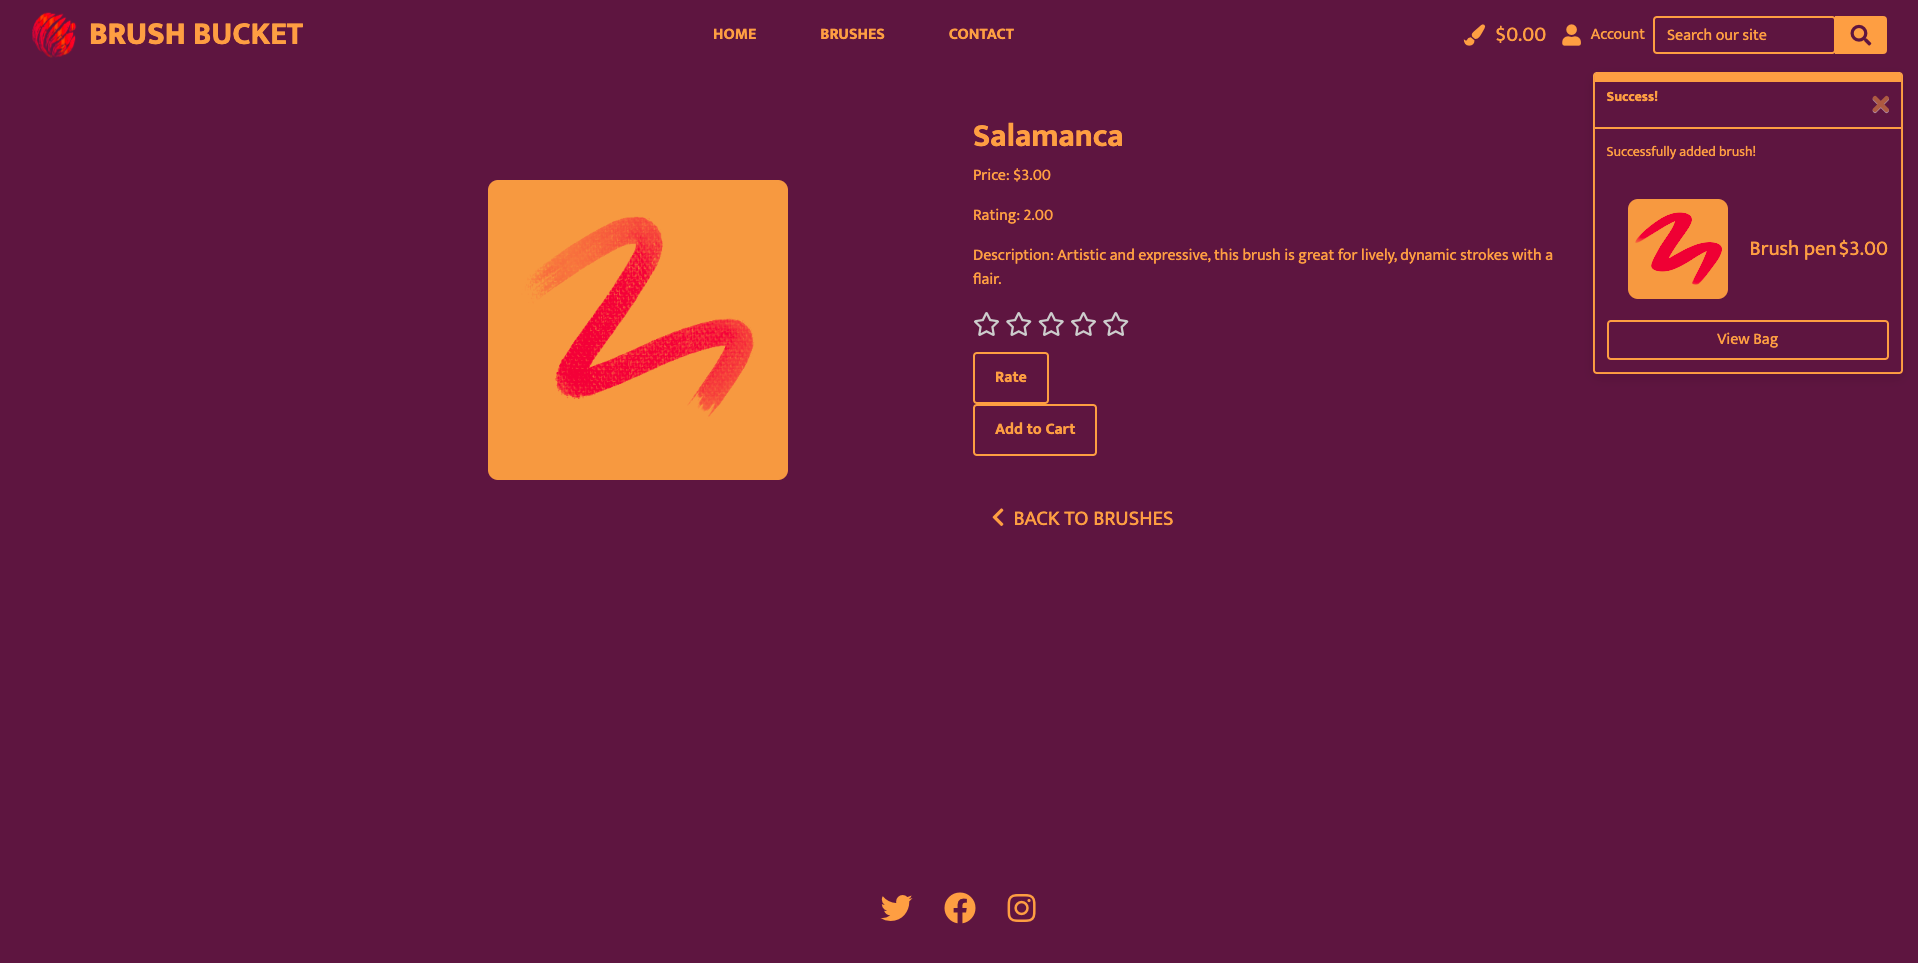 BRUSH BUCKET
HOME
BRUSHES
CONTACT
$0.00
Account
Search our site
Success!
Successfully added brush!
Brush pen $3.00
View Bag
Salamanca
Price: $3.00
Rating: 2.00
Description: Artistic and expressive, this brush is great for lively, dynamic strokes with a
flair.
Rate
Add to Cart
BACK TO BRUSHES